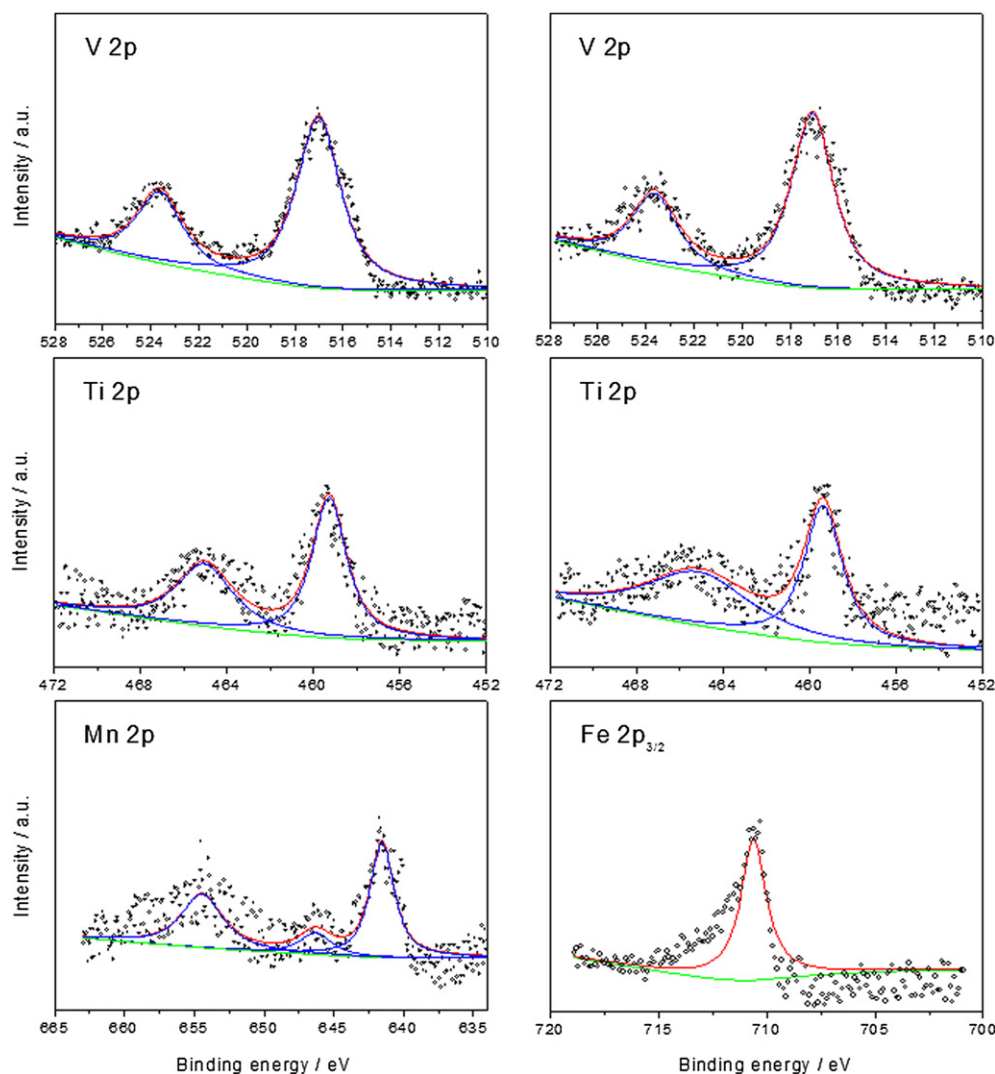 V 2p
V 2p
Intensity / a.u.
528 526 524 522 520 518 516 514 512 510
528 526 524 522 520 518 516 514 512 510
Ti 2p
Ti 2p
Intensity / a.u.
472 468 464 460 456 452
472 468 464 460 456 452
Mn 2p
Fe 2p3/2
Intensity / a.u.
665 660 655 650 645 640 635
720 715 710 705 700
Binding energy / eV
Binding energy / eV